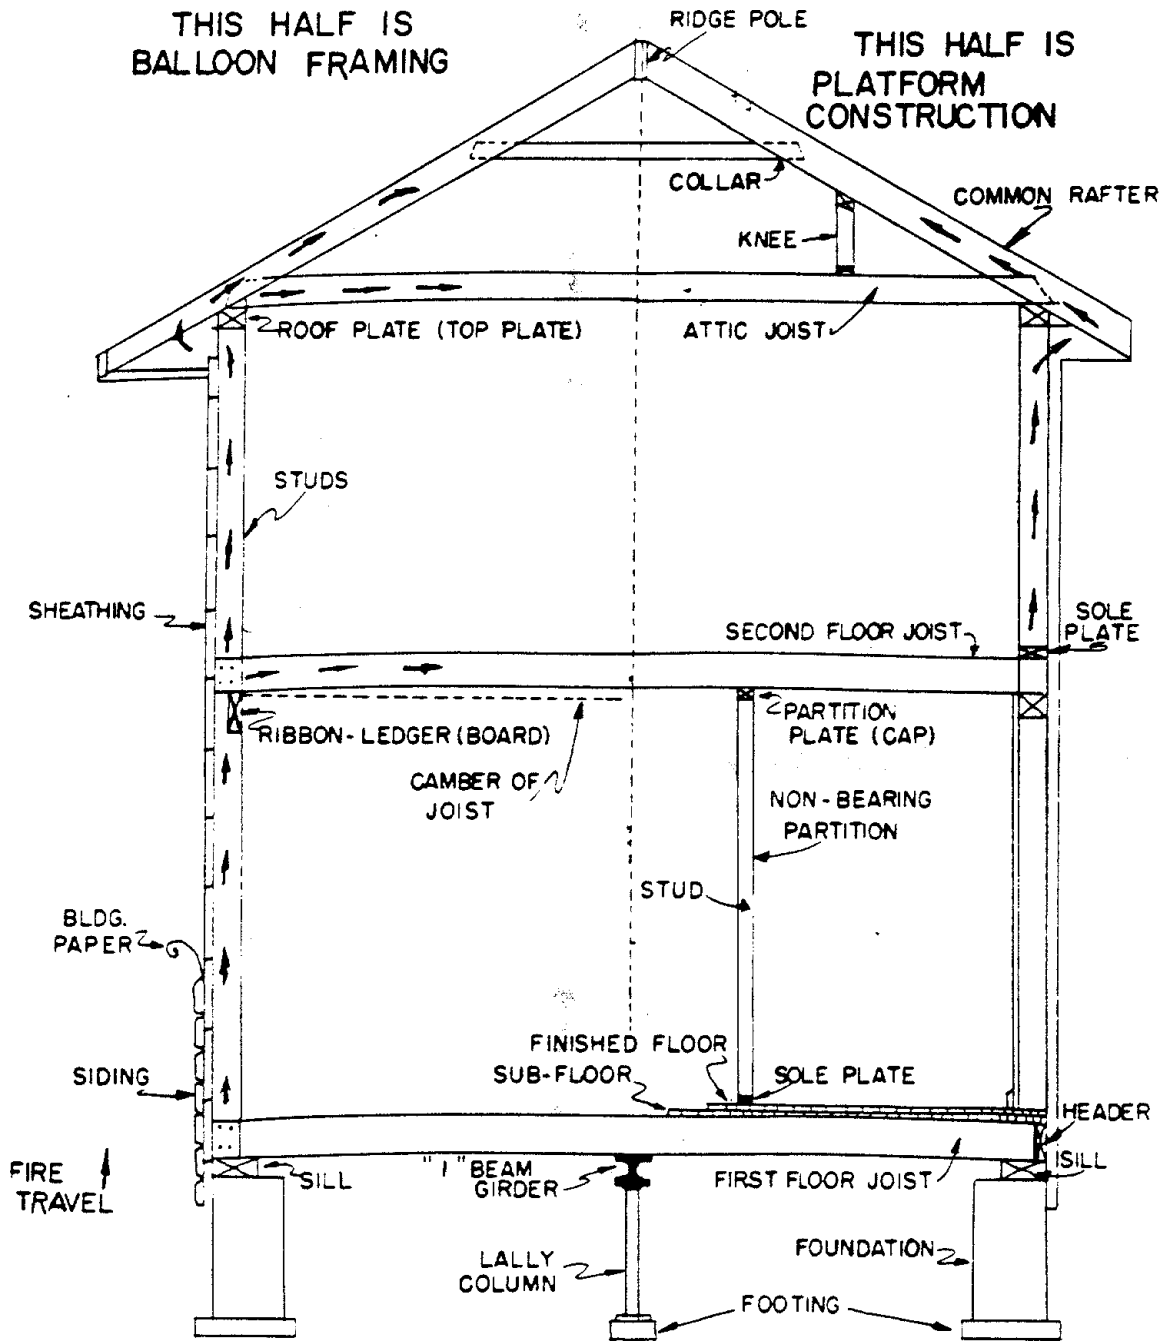 THIS HALF IS
BALLOON FRAMING
RIDGE POLE
THIS HALF IS
PLATFORM
CONSTRUCTION
COLLAR
COMMON RAFTER
KNEE
ROOF PLATE (TOP PLATE)
ATTIC JOIST
STUDS
SHEATHING
SECOND FLOOR JOIST
SOLE
PLATE
RIBBON-LEDGER (BOARD)
PARTITION
PLATE (CAP)
CAMBER OF
JOIST
NON-BEARING
PARTITION
STUD
BLDG.
PAPER
FINISHED FLOOR
SUB-FLOOR
SOLE PLATE
SIDING
HEADER
FIRE
TRAVEL
SILL
"I" BEAM
GIRDER
FIRST FLOOR JOIST
SILL
LALLY
COLUMN
FOUNDATION
FOOTING